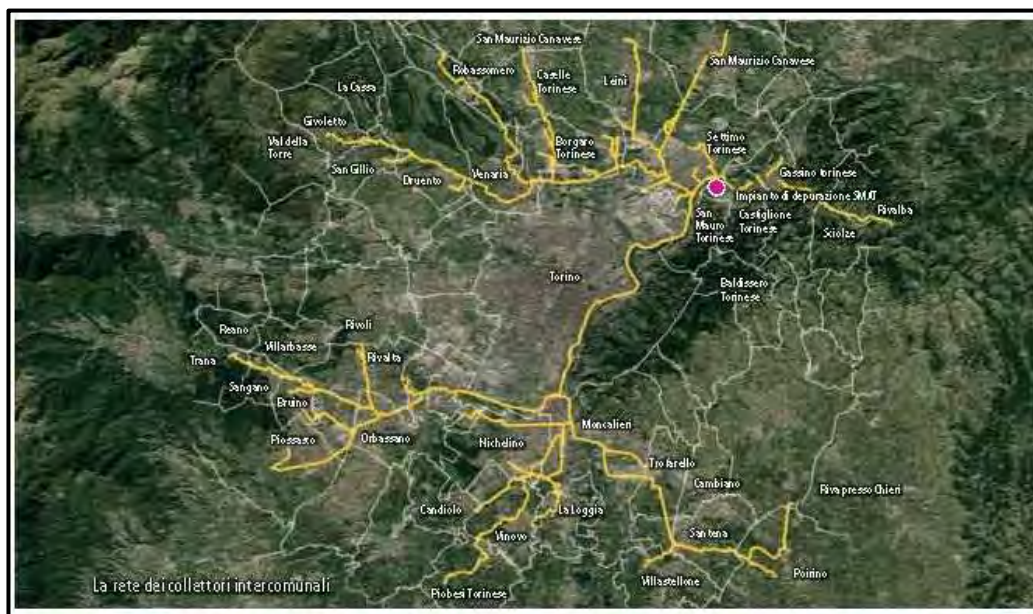 San Maurizio Canavese
San Maurizio Canavese
Robassomero
Caselle
Torinese
Leinì
La Cassa
Givoletto
Val della
Torre
San Gillio
Druento
Venaria
Borgaro
Torinese
Settimo
Torinese
Gassino torinese
Impianto di depurazione SMAT
San
Mauro
Torinese
Castiglione
Torinese
Rivalba
Sciolze
Torino
Baldissero
Torinese
Reano
Rivoli
Villarbasse
Trana
Rivalta
Sangano
Bruino
Piossasco
Orbassano
Nichelino
Moncalieri
Trofarello
Cambiano
Riva presso Chieri
Candiolo
La Loggia
Vinovo
Santena
Piobesi Torinese
Villastellone
Poirino
La rete dei collettori intercomunali